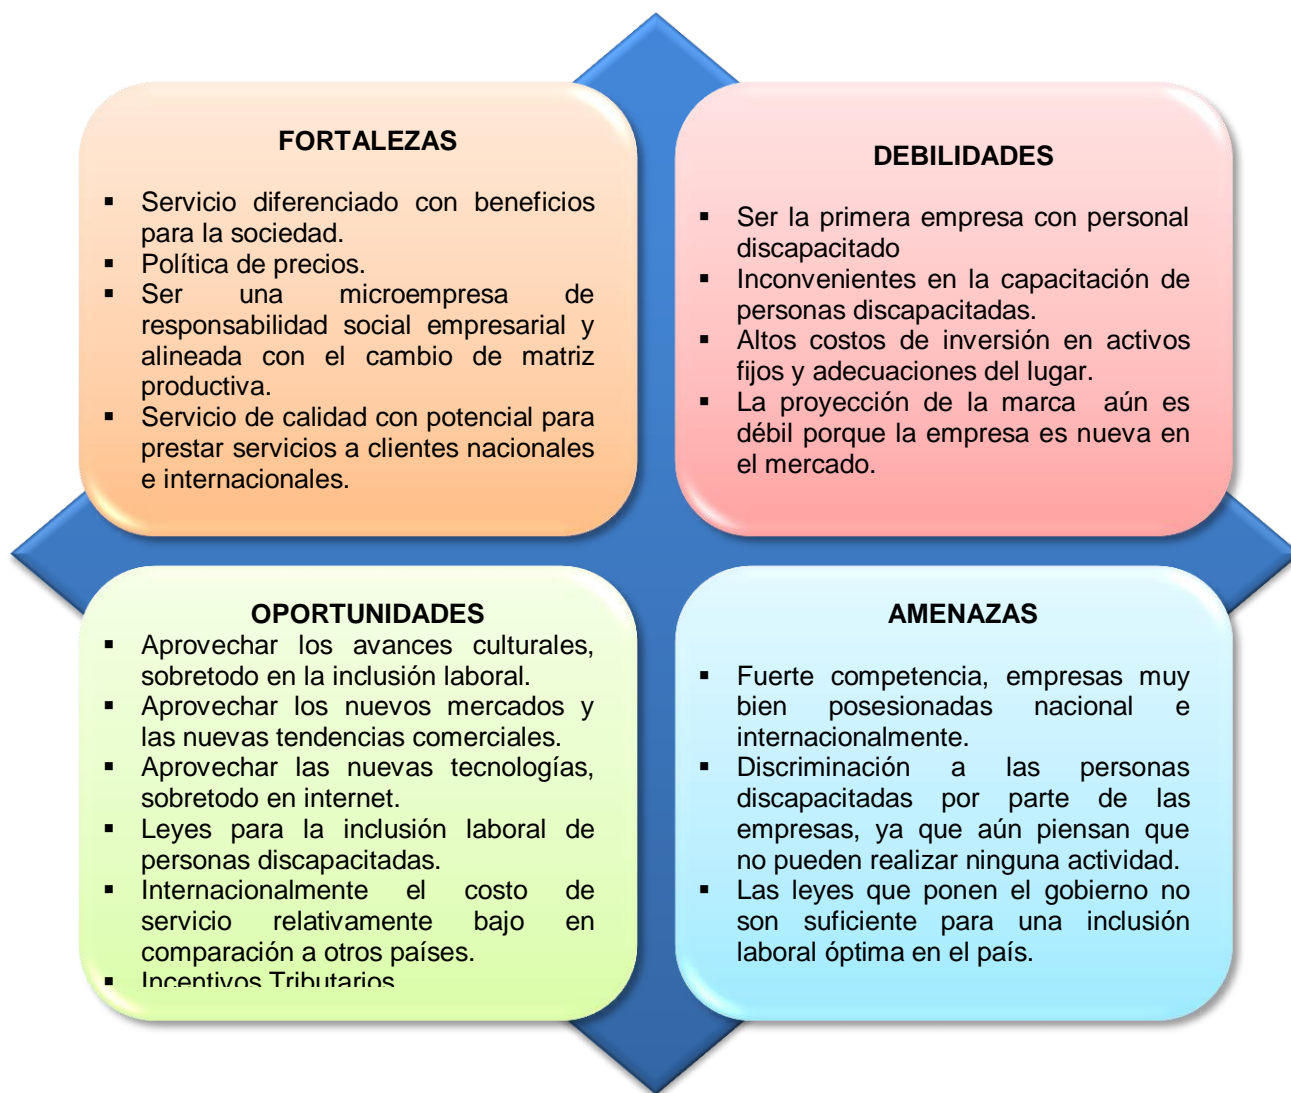 FORTALEZAS
▪ Servicio diferenciado con beneficios
para la sociedad.
▪ Política de precios.
▪ Ser una microempresa de
responsabilidad social empresarial y
alineada con el cambio de matriz
productiva.
▪ Servicio de calidad con potencial para
prestar servicios a clientes nacionales
e internacionales.
DEBILIDADES
▪ Ser la primera empresa con personal
discapacitado
▪ Inconvenientes en la capacitación de
personas discapacitadas.
▪ Altos costos de inversión en activos
fijos y adecuaciones del lugar.
▪ La proyección de la marca aún es
débil porque la empresa es nueva en
el mercado.
OPORTUNIDADES
▪ Aprovechar los avances culturales,
sobretodo en la inclusión laboral.
▪ Aprovechar los nuevos mercados y
las nuevas tendencias comerciales.
▪ Aprovechar las nuevas tecnologías,
sobretodo en internet.
▪ Leyes para la inclusión laboral de
personas discapacitadas.
▪ Internacionalmente el costo de
servicio relativamente bajo en
comparación a otros países.
▪ Incentivos Tributarios
AMENAZAS
▪ Fuerte competencia, empresas muy
bien posesionadas nacional e
internacionalmente.
▪ Discriminación a las personas
discapacitadas por parte de las
empresas, ya que aún piensan que
no pueden realizar ninguna actividad.
▪ Las leyes que ponen el gobierno no
son suficiente para una inclusión
laboral óptima en el país.